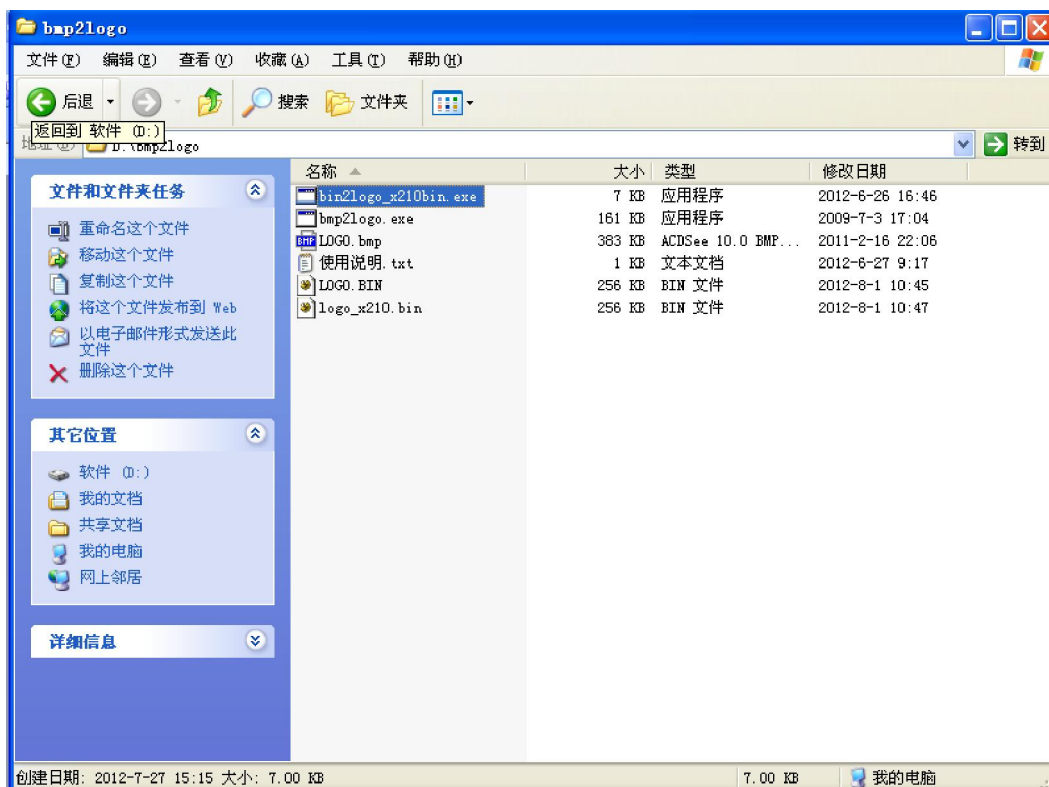 bmp2logo
文件(F) 编辑(E) 查看(V) 收藏(A) 工具(T) 帮助(H)
后退 搜索 文件夹
返回到 软件 (D:)
D:\bmp2logo 转到
名称 大小 类型 修改日期
bin2logo_x210bin.exe 7 KB 应用程序 2012-6-26 16:46
bmp2logo.exe 161 KB 应用程序 2009-7-3 17:04
LOGO.bmp 383 KB ACDSee 10.0 BMP... 2011-2-16 22:06
使用说明.txt 1 KB 文本文档 2012-6-27 9:17
LOGO.BIN 256 KB BIN 文件 2012-8-1 10:45
logo_x210.bin 256 KB BIN 文件 2012-8-1 10:47
文件和文件夹任务
重命名这个文件
移动这个文件
复制这个文件
将这个文件发布到 Web
以电子邮件形式发送此
文件
删除这个文件
其它位置
软件 (D:)
我的文档
共享文档
我的电脑
网上邻居
详细信息
创建日期: 2012-7-27 15:15 大小: 7.00 KB 7.00 KB 我的电脑